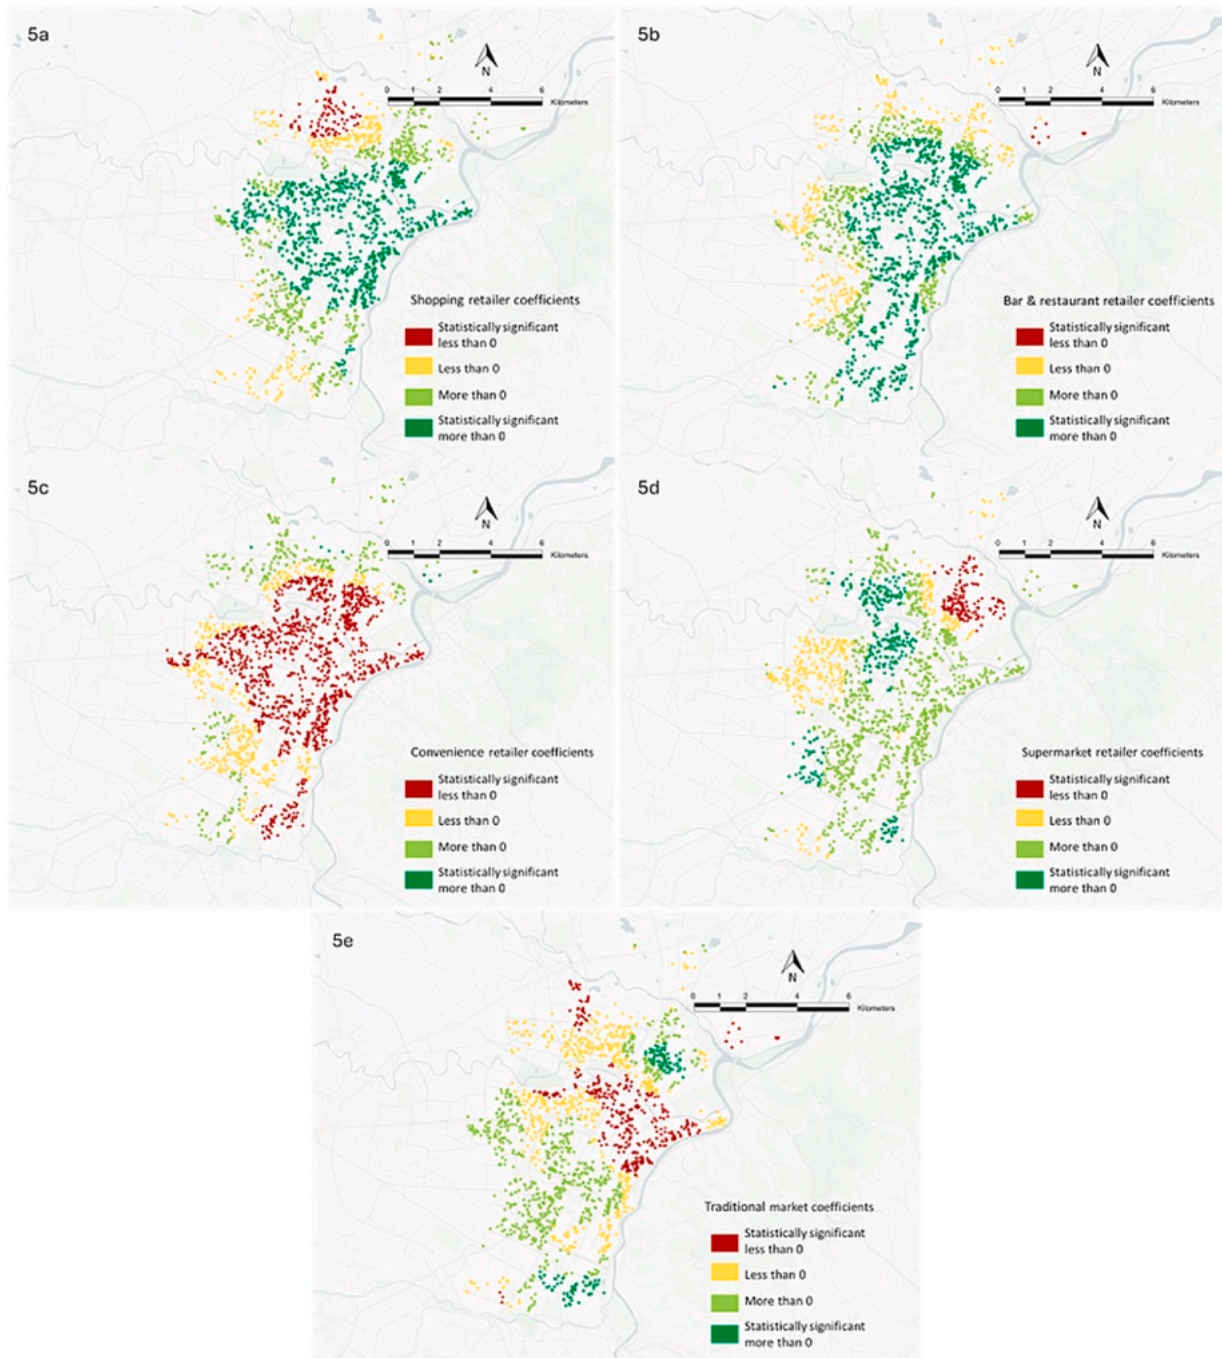 5a
N
0 1 2 4 6
Kilometers
Shopping retailer coefficients
Statistically significant
less than 0
Less than 0
More than 0
Statistically significant
more than 0
5b
N
0 1 2 4 6
Kilometers
Bar & restaurant retailer coefficients
Statistically significant
less than 0
Less than 0
More than 0
Statistically significant
more than 0
5c
N
0 1 2 4 6
Kilometers
Convenience retailer coefficients
Statistically significant
less than 0
Less than 0
More than 0
Statistically significant
more than 0
5d
N
0 1 2 4 6
Kilometers
Supermarket retailer coefficients
Statistically significant
less than 0
Less than 0
More than 0
Statistically significant
more than 0
5e
N
0 1 2 4 6
Kilometers
Traditional market coefficients
Statistically significant
less than 0
Less than 0
More than 0
Statistically significant
more than 0